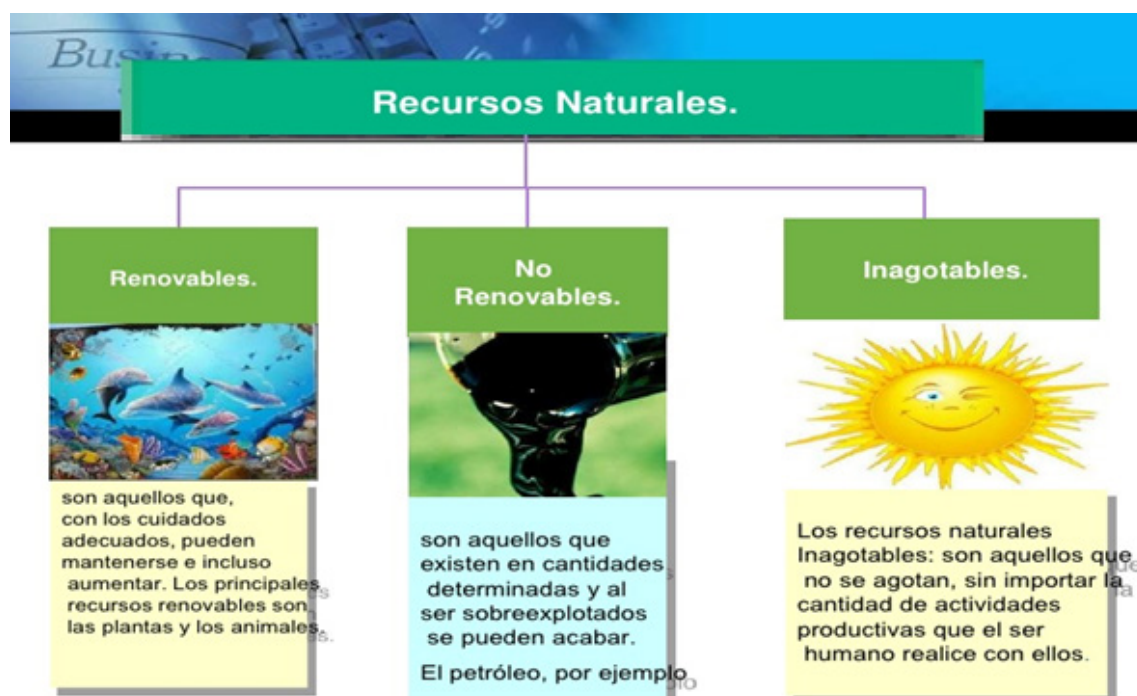 Recursos Naturales.
Renovables.
son aquellos que,
con los cuidados
adecuados, pueden
mantenerse e incluso
aumentar. Los principales
recursos renovables son
las plantas y los animales.
No
Renovables.
son aquellos que
existen en cantidades
determinadas y al
ser sobreexplotados
se pueden acabar.
El petróleo, por ejemplo
Inagotables.
Los recursos naturales
Inagotables: son aquellos que
no se agotan, sin importar la
cantidad de actividades
productivas que el ser
humano realice con ellos.